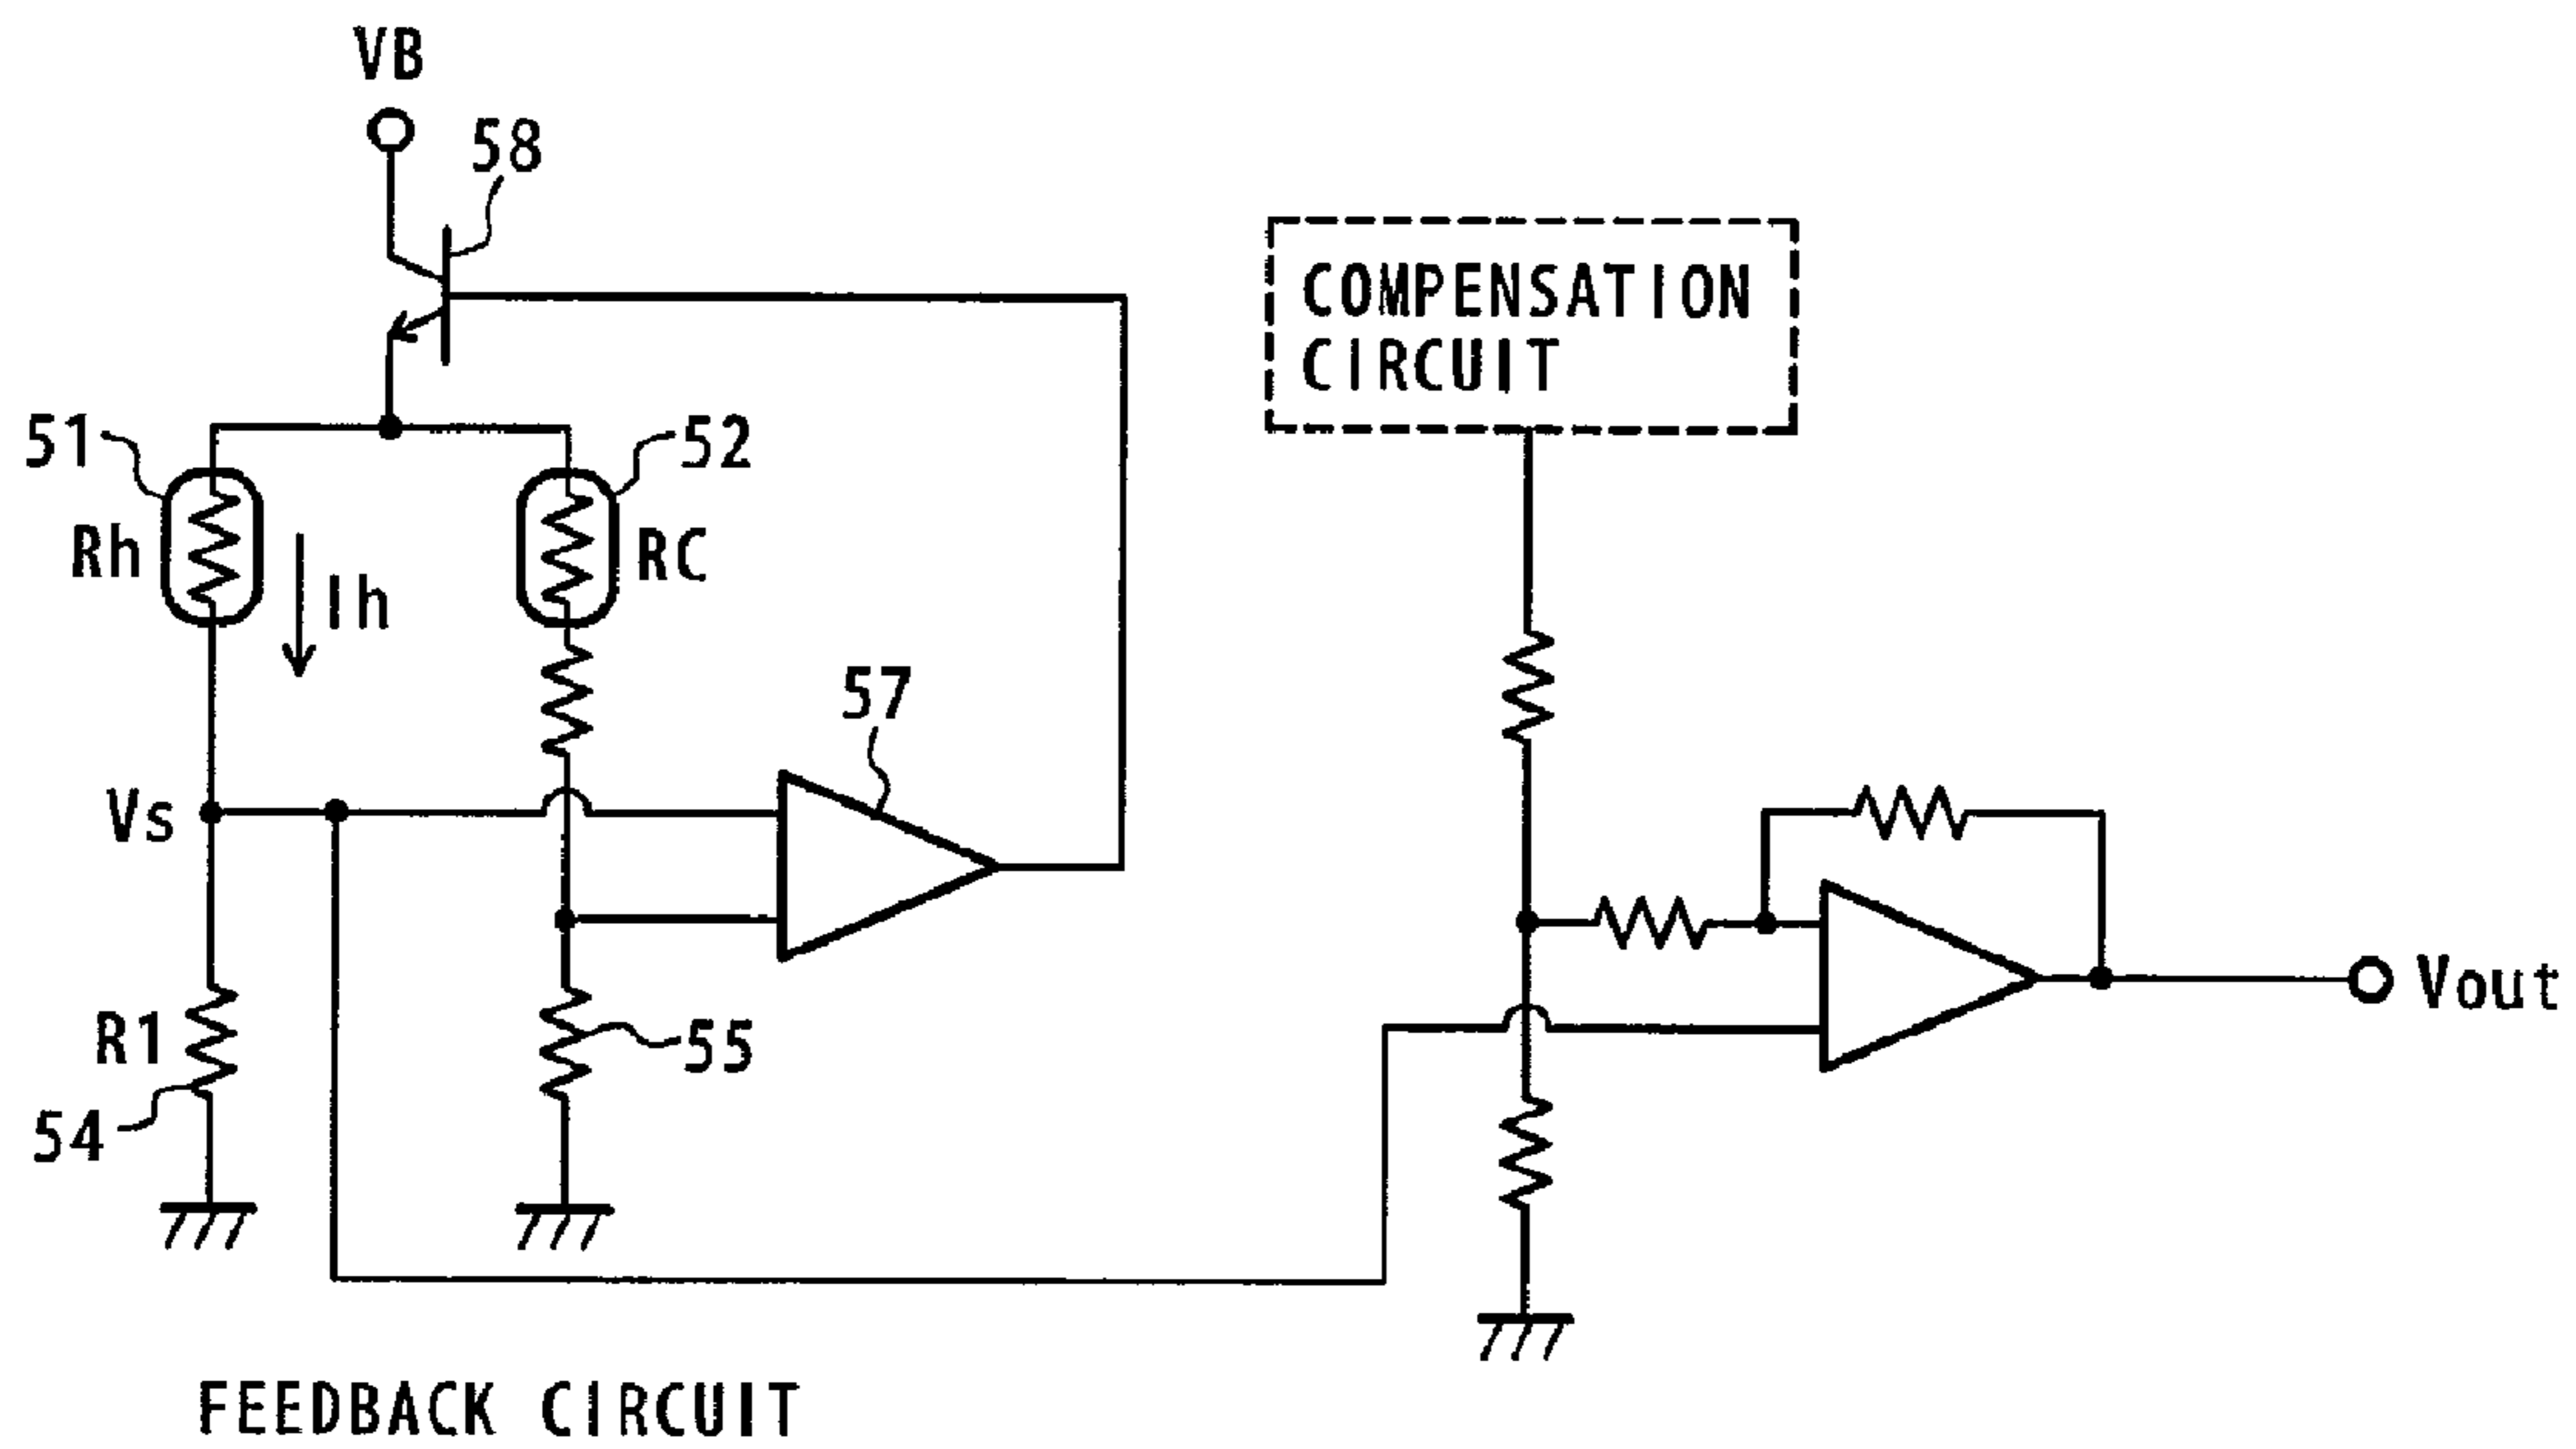 VB
58
COMPENSATION
CIRCUIT
51
52
Rh
Ih
RC
57
Vs
R1
55
Vout
54
FEEDBACK CIRCUIT